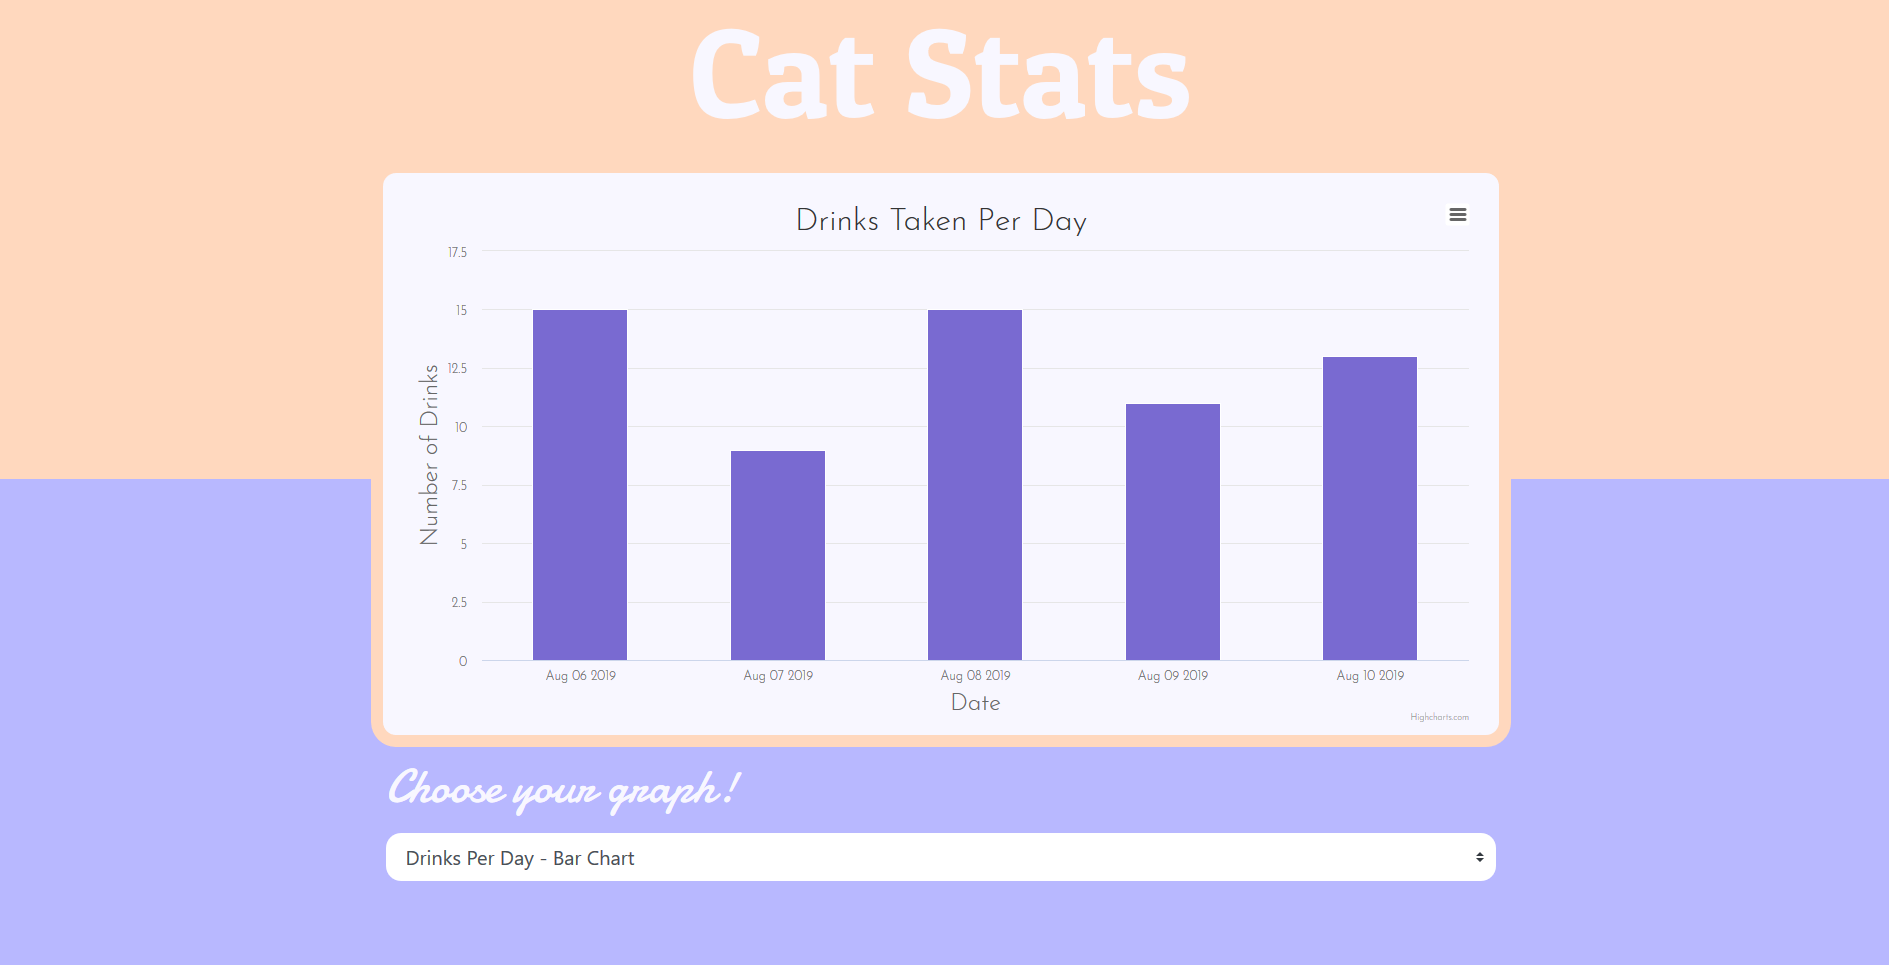 Cat Stats
Drinks Taken Per Day
17.5
15
12.5
10
7.5
5
2.5
0
Number of Drinks
Aug 06 2019 Aug 07 2019 Aug 08 2019 Aug 09 2019 Aug 10 2019
Date
Highcharts.com
Choose your graph!
Drinks Per Day - Bar Chart